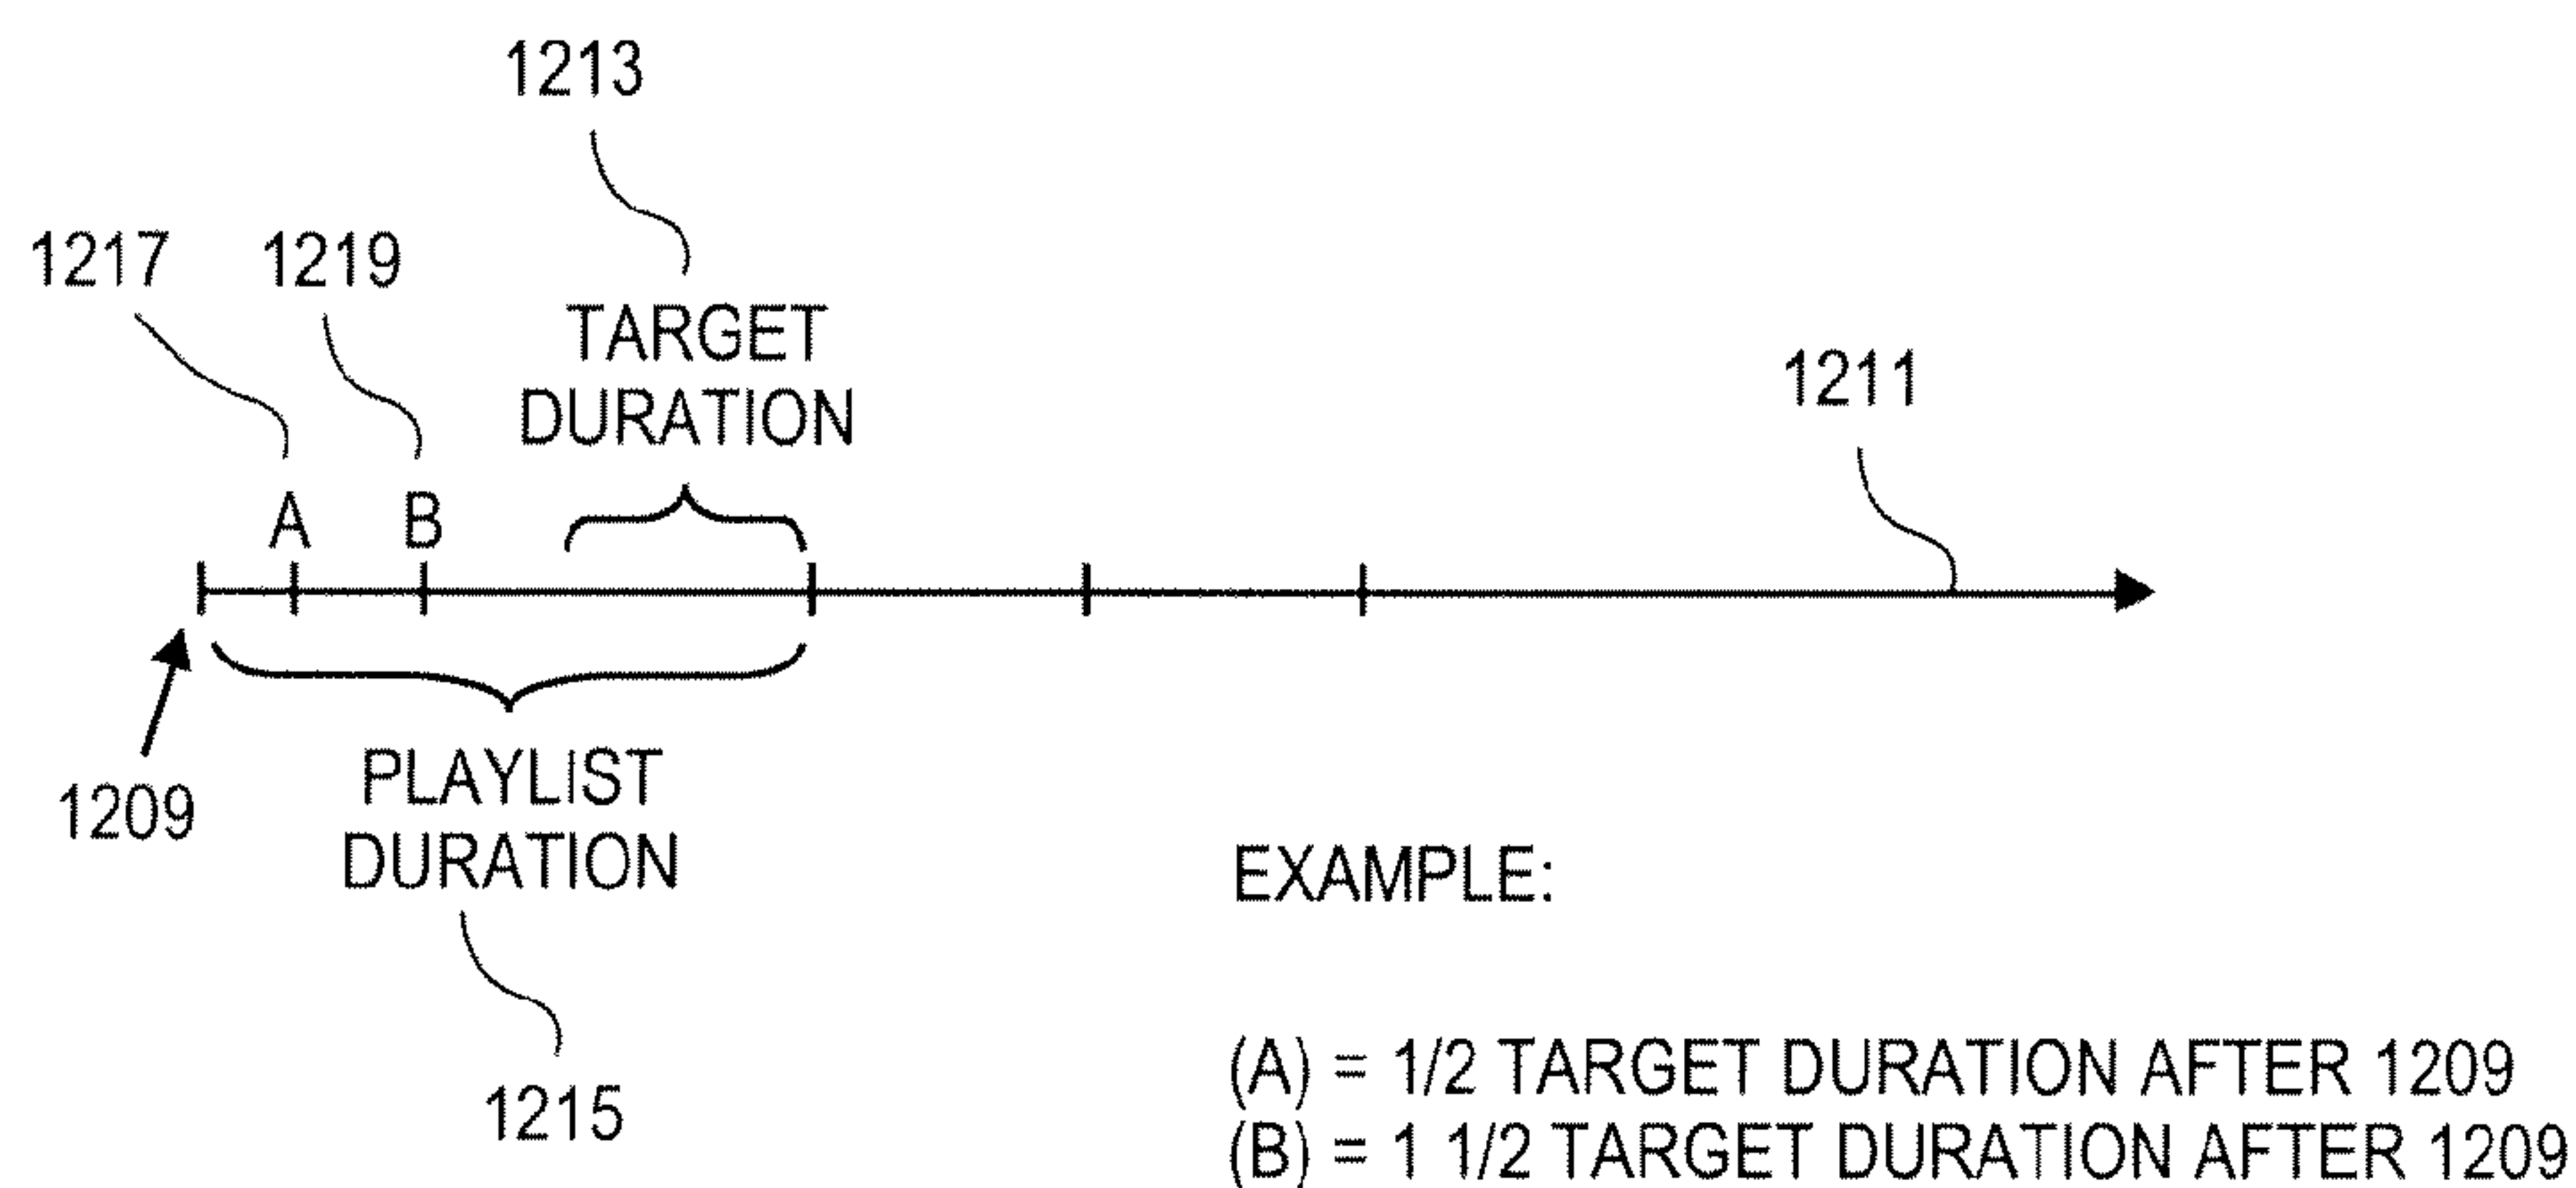 1213
1217
1219
TARGET
DURATION
1211
A
B
1209
PLAYLIST
DURATION
1215
EXAMPLE:
(A) = 1/2 TARGET DURATION AFTER 1209
(B) = 1 1/2 TARGET DURATION AFTER 1209